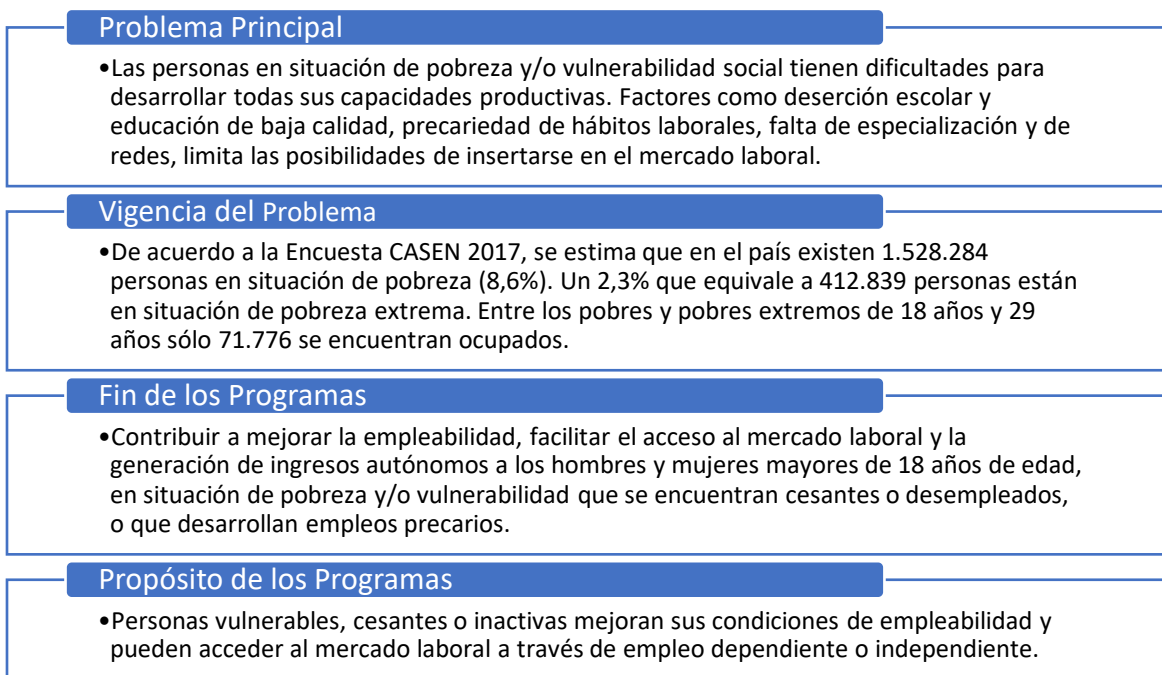 Problema Principal
•Las personas en situación de pobreza y/o vulnerabilidad social tienen dificultades para
desarrollar todas sus capacidades productivas. Factores como deserción escolar y
educación de baja calidad, precariedad de hábitos laborales, falta de especialización y de
redes, limita las posibilidades de insertarse en el mercado laboral.
Vigencia del Problema
•De acuerdo a la Encuesta CASEN 2017, se estima que en el país existen 1.528.284
personas en situación de pobreza (8,6%). Un 2,3% que equivale a 412.839 personas están
en situación de pobreza extrema. Entre los pobres y pobres extremos de 18 años y 29
años sólo 71.776 se encuentran ocupados.
Fin de los Programas
•Contribuir a mejorar la empleabilidad, facilitar el acceso al mercado laboral y la
generación de ingresos autónomos a los hombres y mujeres mayores de 18 años de edad,
en situación de pobreza y/o vulnerabilidad que se encuentran cesantes o desempleados,
o que desarrollan empleos precarios.
Propósito de los Programas
•Personas vulnerables, cesantes o inactivas mejoran sus condiciones de empleabilidad y
pueden acceder al mercado laboral a través de empleo dependiente o independiente.